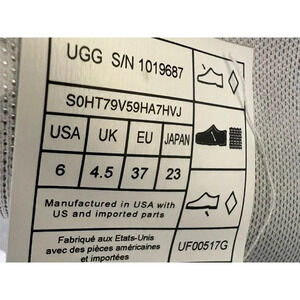 UGG S/N 1019687
S0HT79V59HA7HVJ
USA UK EU JAPAN
6 4.5 37 23
Manufactured in USA with
US and imported parts
Fabriqué aux Etats-Unis
avec des pièces américaines
et importées
UF00517G